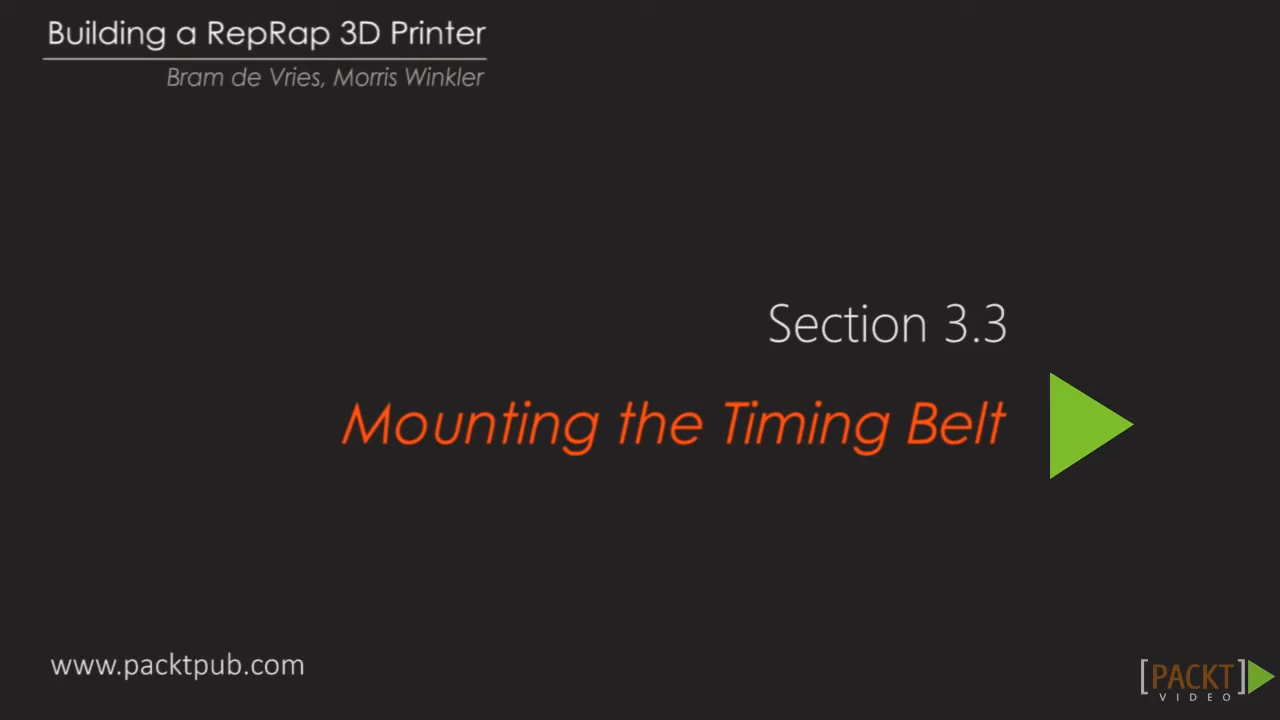 Building a RepRap 3D Printer
Bram de Vries, Morris Winkler
Section 3.3
Mounting the Timing Belt
www.packtpub.com
[PACKT]
VIDEO